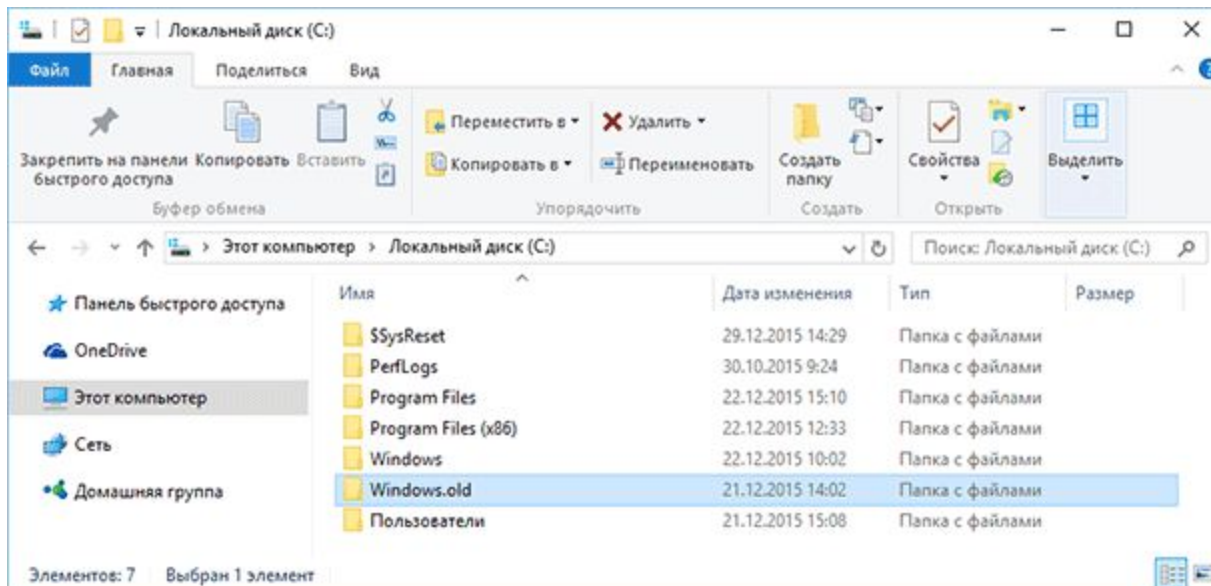 Локальный диск (C:)
Файл Главная Поделиться Вид
Закрепить на панели быстрого доступа
Копировать
Вставить
Переместить в
Копировать в
Удалить
Переименовать
Создать папку
Свойства
Выделить
Буфер обмена Упорядочить Создать Открыть
Этот компьютер Локальный диск (C:) Поиск: Локальный диск (C:)
Панель быстрого доступа
OneDrive
Этот компьютер
Сеть
Домашняя группа
Имя Дата изменения Тип Размер
$SysReset 29.12.2015 14:29 Папка с файлами
PerfLogs 30.10.2015 9:24 Папка с файлами
Program Files 22.12.2015 15:10 Папка с файлами
Program Files (x86) 22.12.2015 12:33 Папка с файлами
Windows 22.12.2015 10:02 Папка с файлами
Windows.old 21.12.2015 14:02 Папка с файлами
Пользователи 21.12.2015 15:08 Папка с файлами
Элементов: 7 Выбран 1 элемент